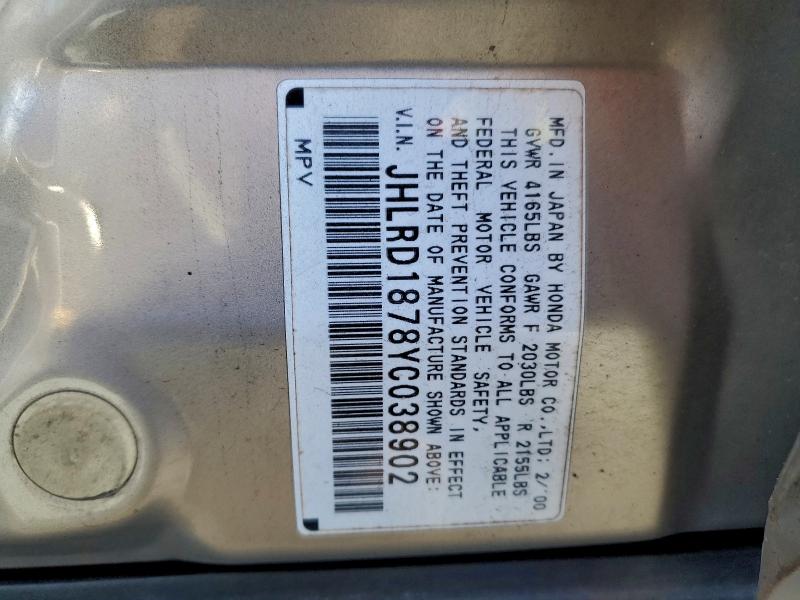 MFD. IN JAPAN BY HONDA MOTOR CO.,LTD; 2/'00
GVWR 4165LBS GAWR F 2030LBS R 2155LBS
THIS VEHICLE CONFORMS TO ALL APPLICABLE
FEDERAL MOTOR VEHICLE SAFETY,
AND THEFT PREVENTION STANDARDS IN EFFECT
ON THE DATE OF MANUFACTURE SHOWN ABOVE:
V.I.N. JHLRD1878YC038902
MPV